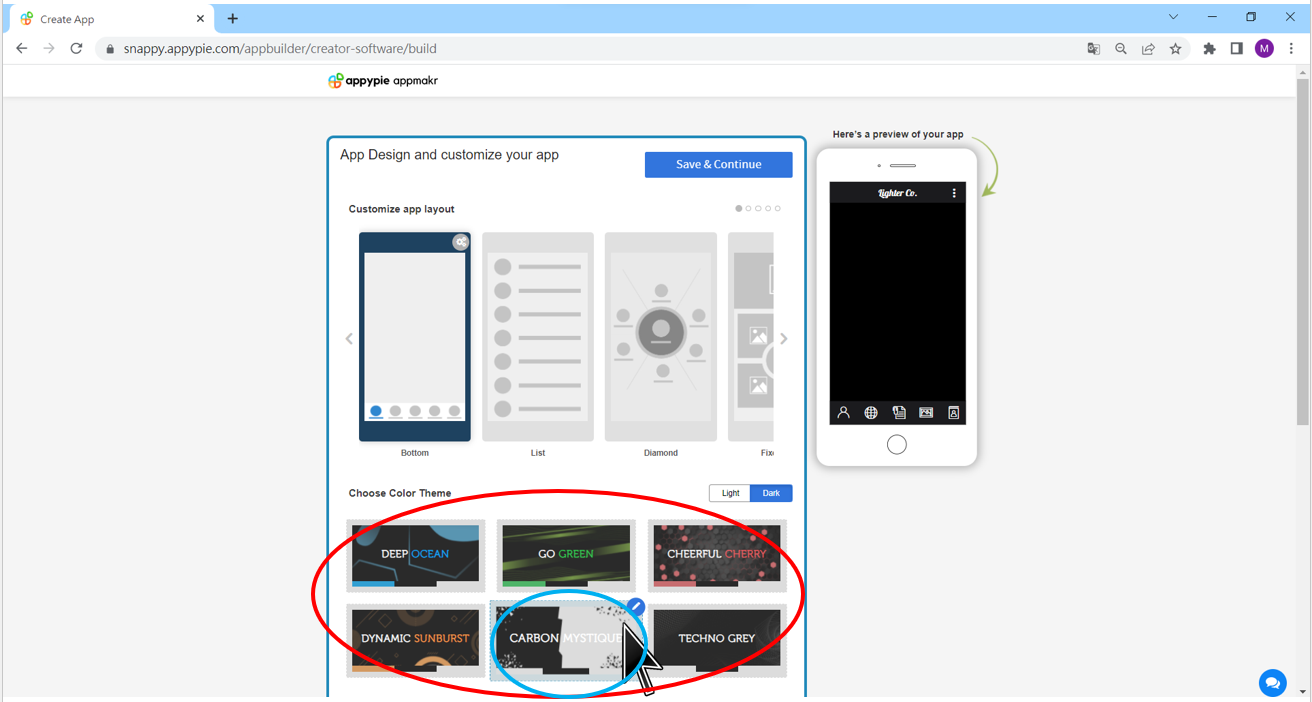 Create App
snappy.appypie.com/appbuilder/creator-software/build
M
appypie appmakr
Here's a preview of your app
App Design and customize your app
Save & Continue
Lighter Co.
Customize app layout
Bottom
List
Diamond
Fixe
Choose Color Theme
Light
Dark
DEEP OCEAN
GO GREEN
CHEERFUL CHERRY
DYNAMIC SUNBURST
CARBON MYSTIQUE
TECHNO GREY